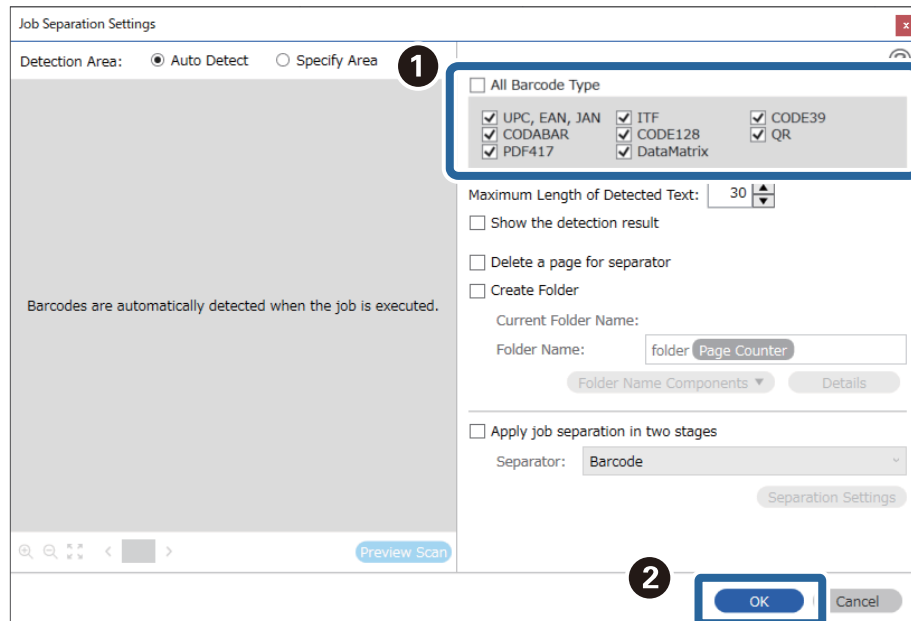 Job Separation Settings
x
Detection Area: Auto Detect Specify Area
1
All Barcode Type
UPC, EAN, JAN ITF CODE39
CODABAR CODE128 QR
PDF417 DataMatrix
Maximum Length of Detected Text: 30
Show the detection result
Delete a page for separator
Create Folder
Barcodes are automatically detected when the job is executed.
Current Folder Name:
Folder Name: folder Page Counter
Folder Name Components ▼ Details
Apply job separation in two stages
Separator: Barcode
Separation Settings
Preview Scan
2
OK Cancel